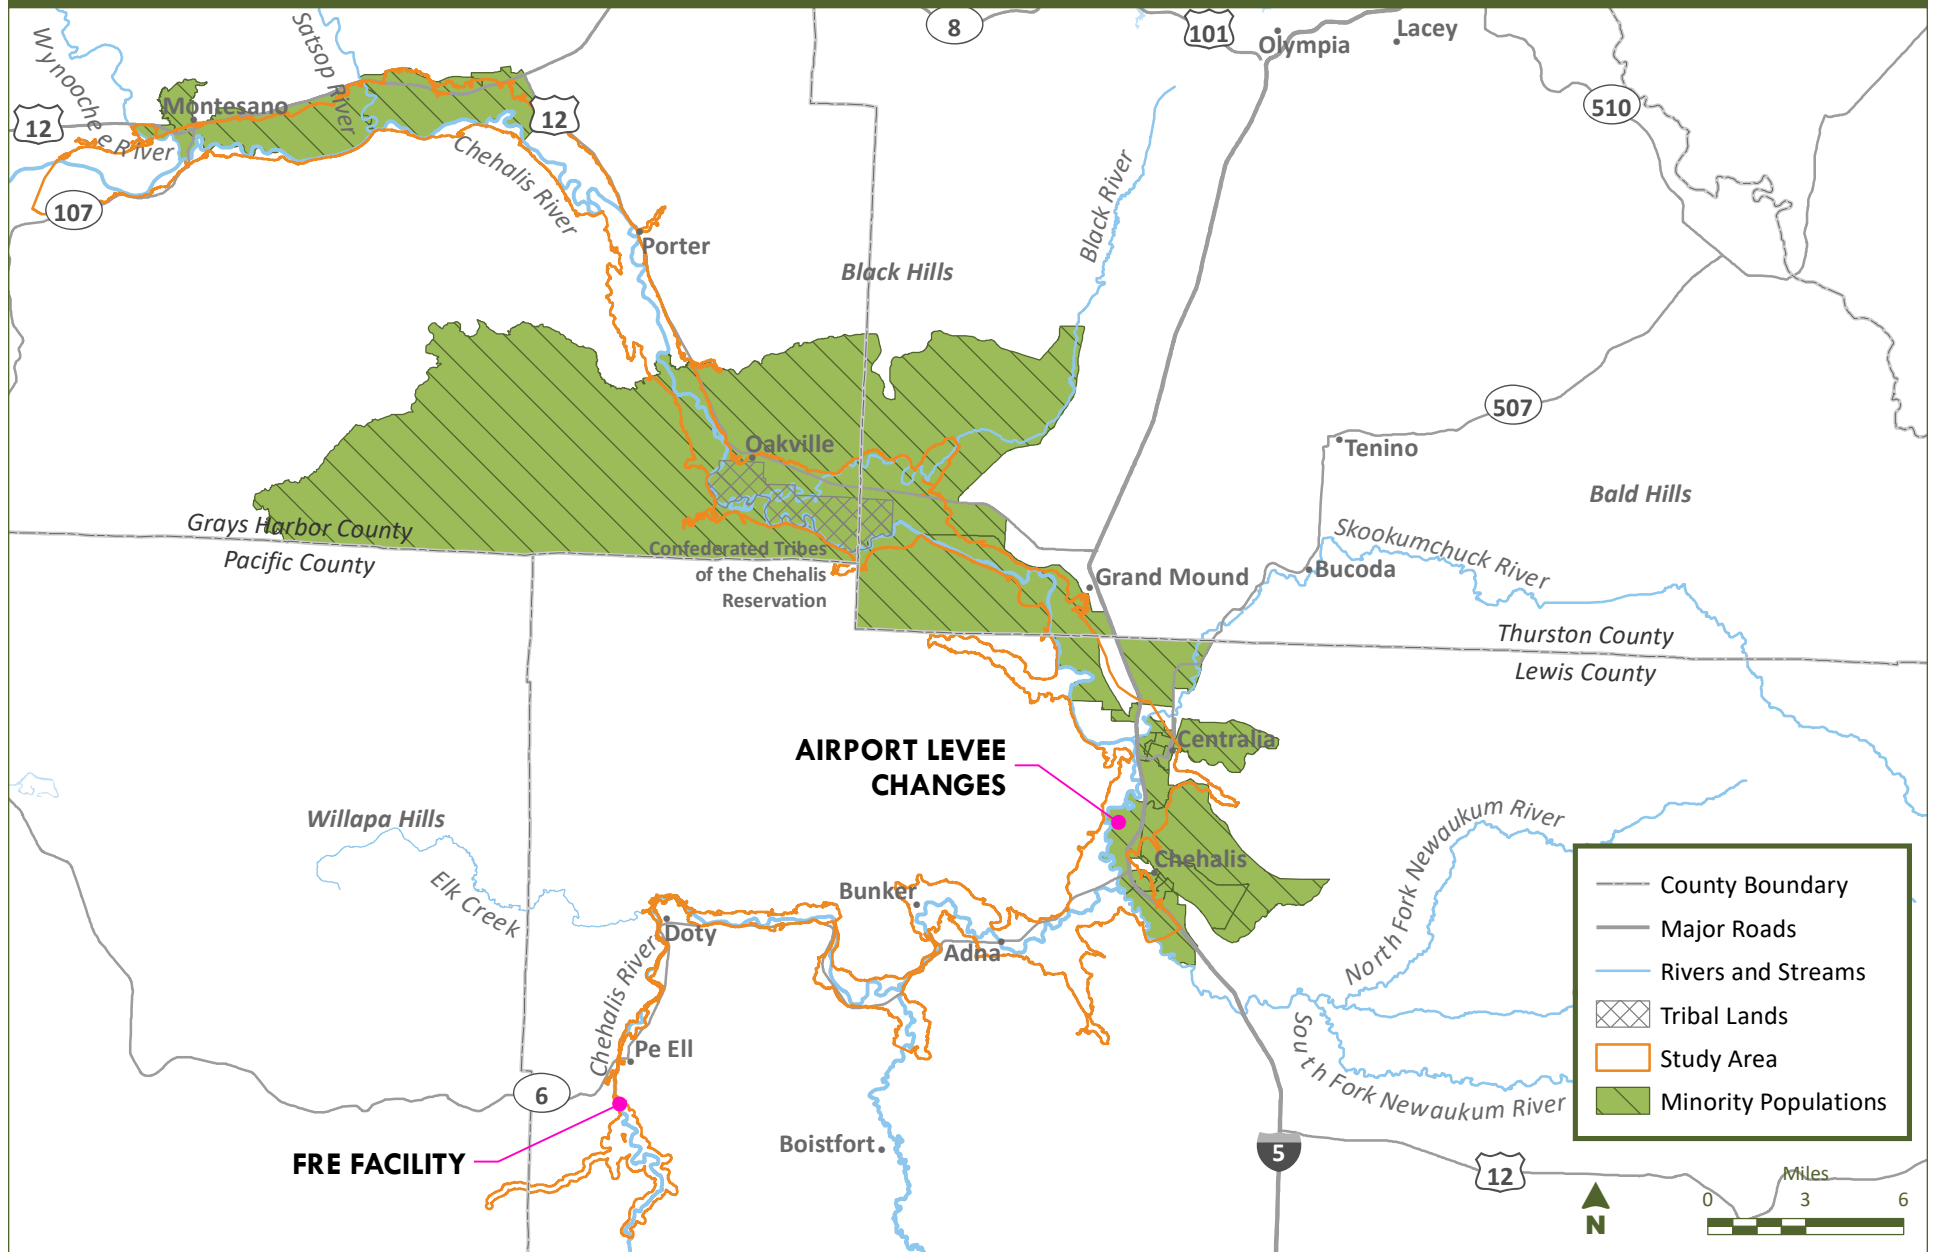 8
101
Olympia
Lacey
Wynoochee River
Satsop River
510
Montesano
12
12
Chehalis River
107
Black River
Porter
Black Hills
507
Oakville
Tenino
Bald Hills
Grays Harbor County
Pacific County
Skookumchuck River
Confederated Tribes
of the Chehalis
Reservation
Grand Mound
Bucoda
Thurston County
Lewis County
AIRPORT LEVEE
CHANGES
Centralia
Willapa Hills
North Fork Newaukum River
Chehalis
Elk Creek
Bunker
Doty
Adna
Chehalis River
Pe Ell
6
South Fork Newaukum River
FRE FACILITY
Boistfort
5
12
County Boundary
Major Roads
Rivers and Streams
Tribal Lands
Study Area
Minority Populations
N
Miles
0 3 6